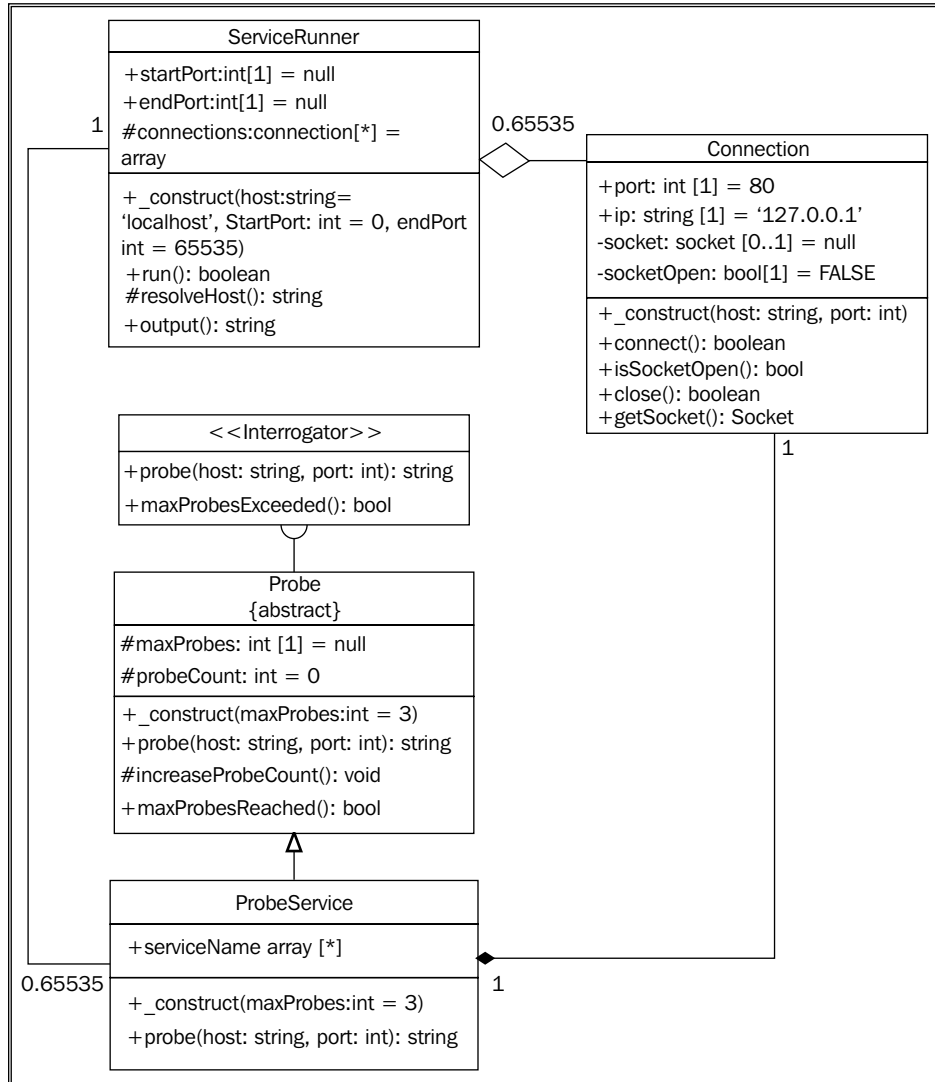 ServiceRunner
+startPort:int[1] = null
+endPort:int[1] = null
#connections:connection[*] =
array
+_construct(host:string=
‘localhost’, StartPort: int = 0, endPort
int = 65535)
+run(): boolean
#resolveHost(): string
+output(): string
1
0.65535
Connection
+port: int [1] = 80
+ip: string [1] = ‘127.0.0.1’
-socket: socket [0..1] = null
-socketOpen: bool[1] = FALSE
+_construct(host: string, port: int)
+connect(): boolean
+isSocketOpen(): bool
+close(): boolean
+getSocket(): Socket
1
<<Interrogator>>
+probe(host: string, port: int): string
+maxProbesExceeded(): bool
Probe
{abstract}
#maxProbes: int [1] = null
#probeCount: int = 0
+_construct(maxProbes:int = 3)
+probe(host: string, port: int): string
#increaseProbeCount(): void
+maxProbesReached(): bool
ProbeService
+serviceName array [*]
+_construct(maxProbes:int = 3)
+probe(host: string, port: int): string
0.65535
1